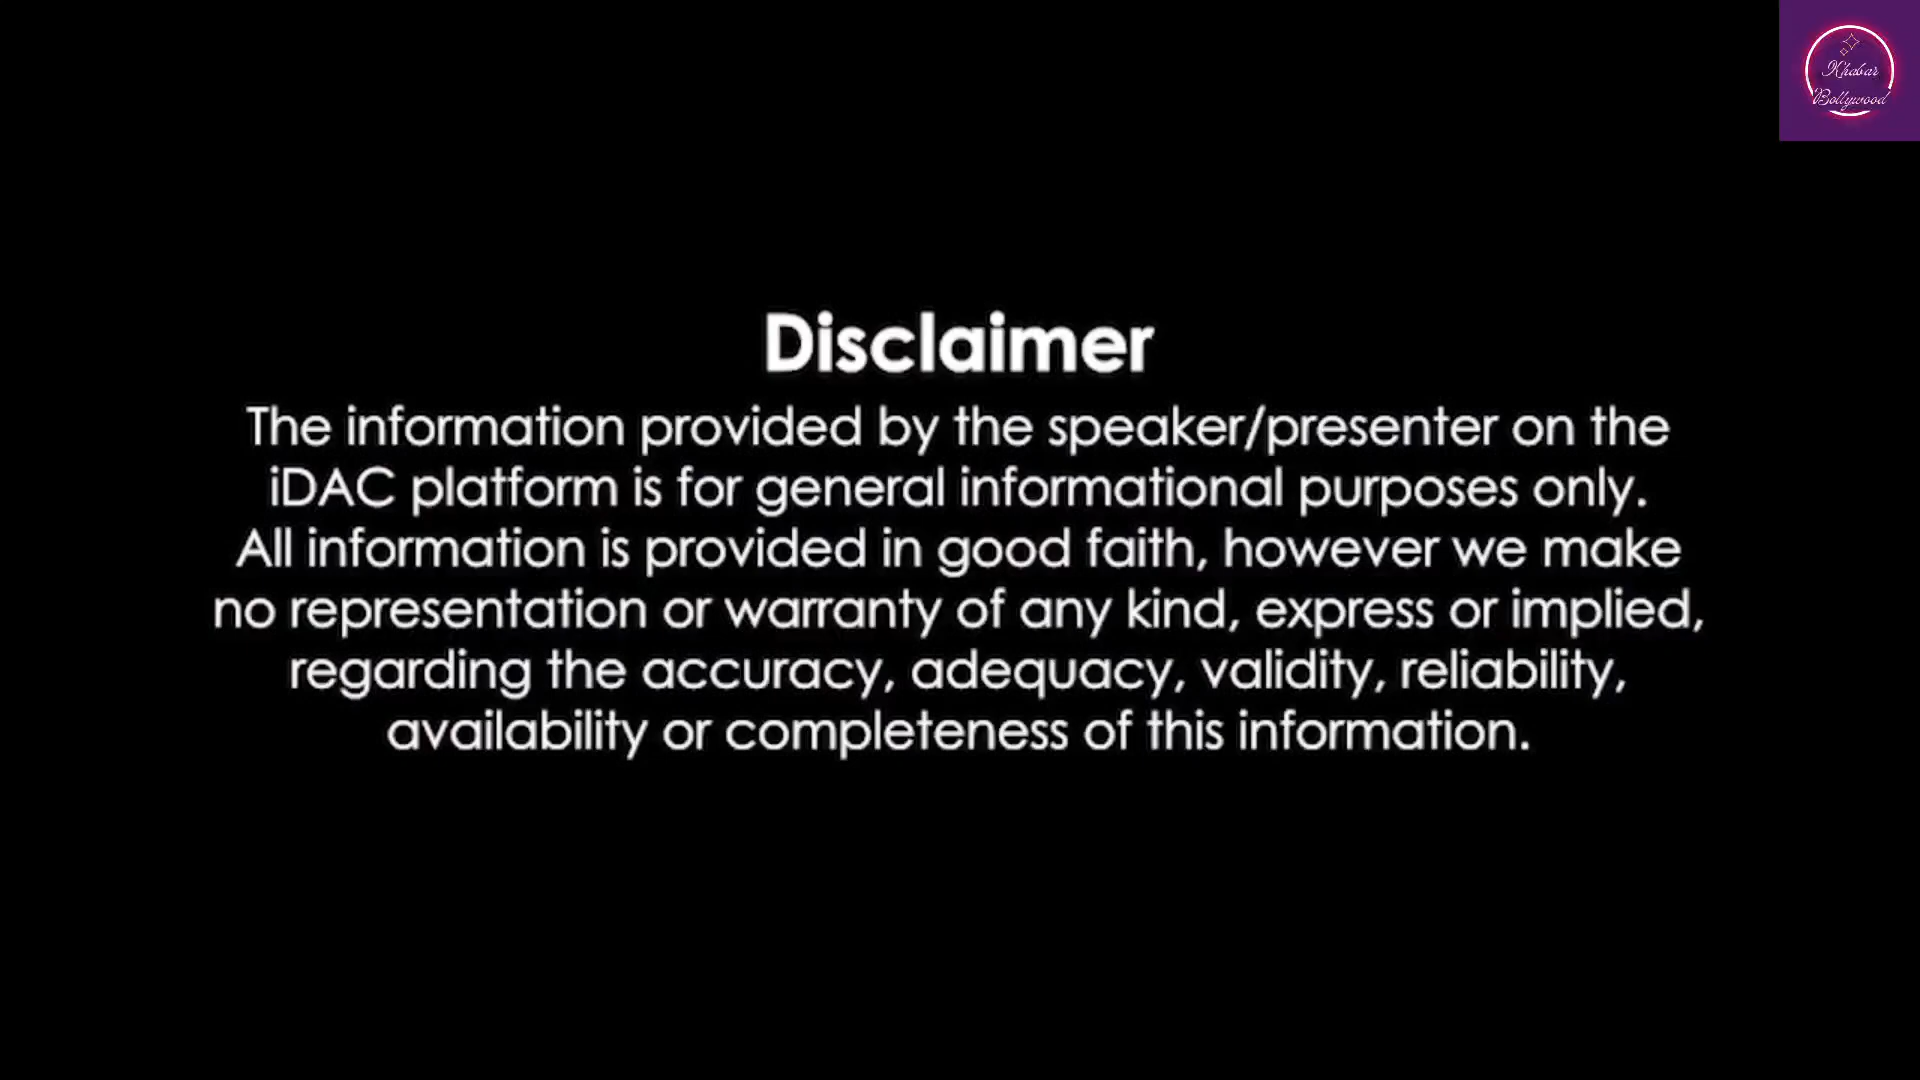 Khabar
Bollywood
Disclaimer
The information provided by the speaker/presenter on the
iDAC platform is for general informational purposes only.
All information is provided in good faith, however we make
no representation or warranty of any kind, express or implied,
regarding the accuracy, adequacy, validity, reliability,
availability or completeness of this information.